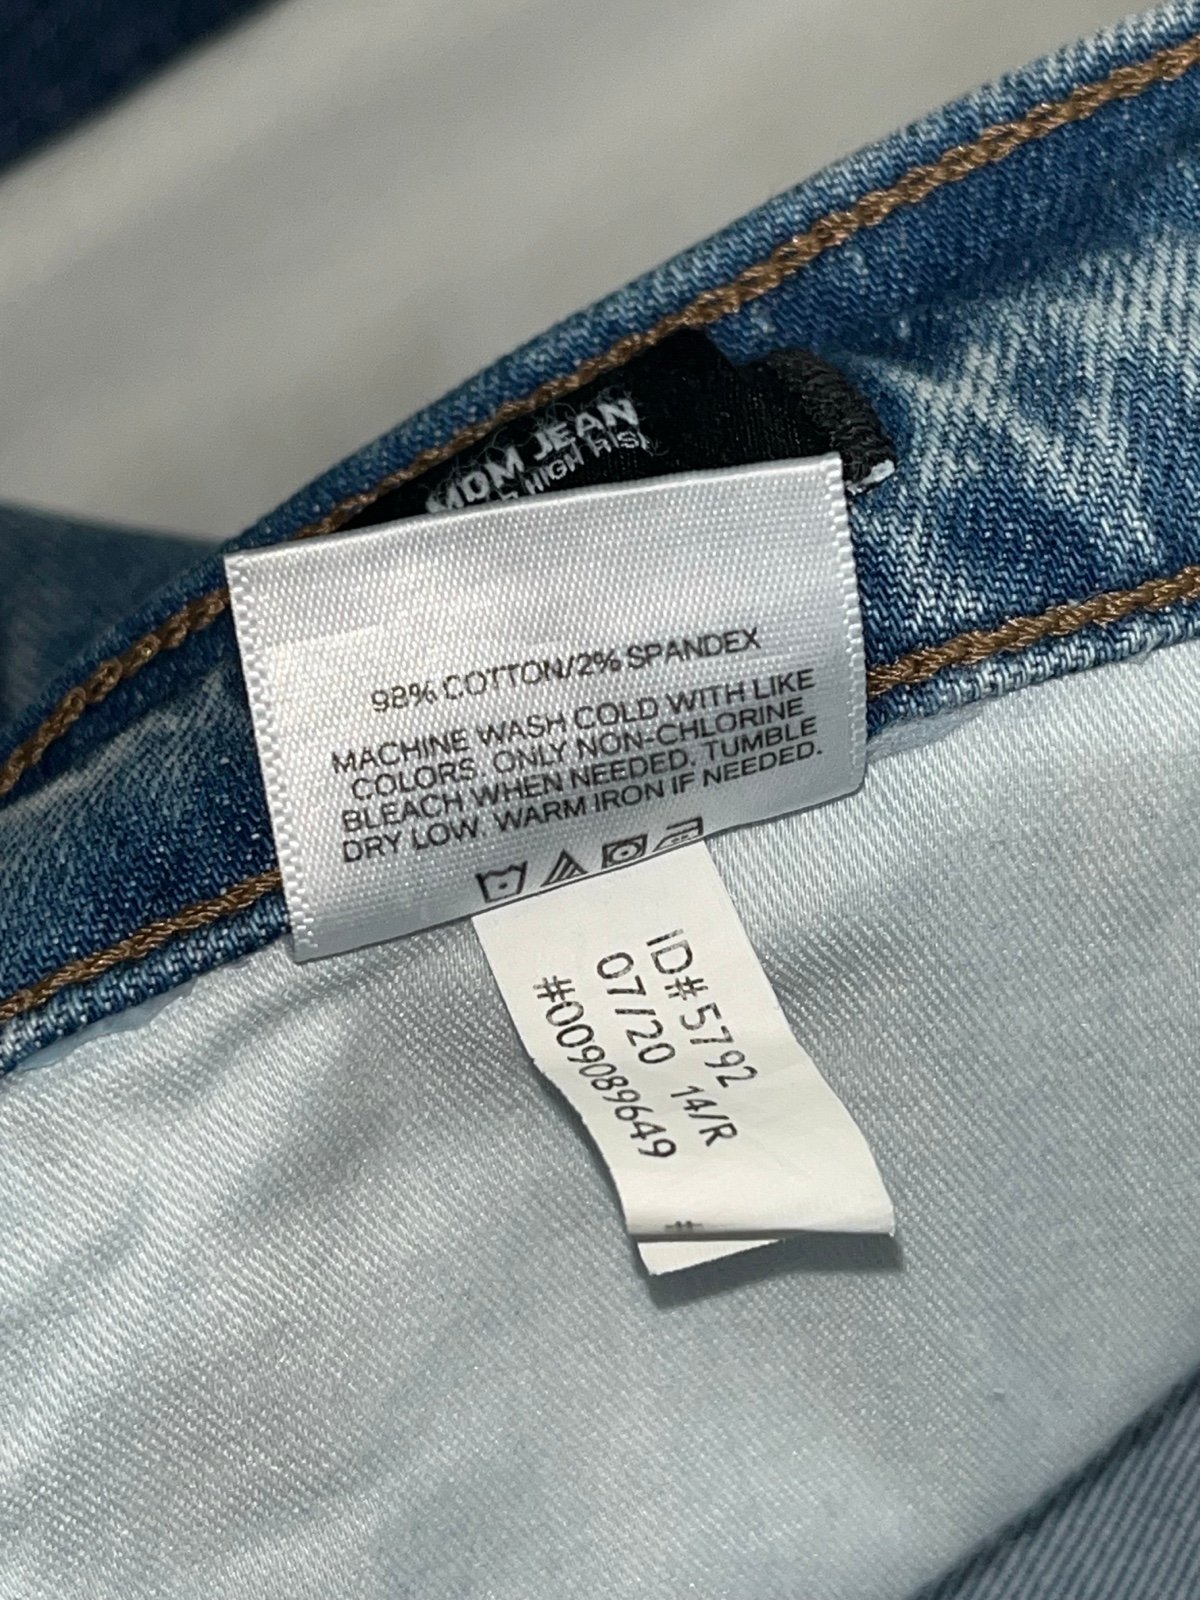 MOM JEAN
HIGH RISE
98% COTTON/2% SPANDEX
MACHINE WASH COLD WITH LIKE
COLORS. ONLY NON-CHLORINE
BLEACH WHEN NEEDED. TUMBLE
DRY LOW. WARM IRON IF NEEDED.
ID#5792
07/20 14/R
#009089649
#